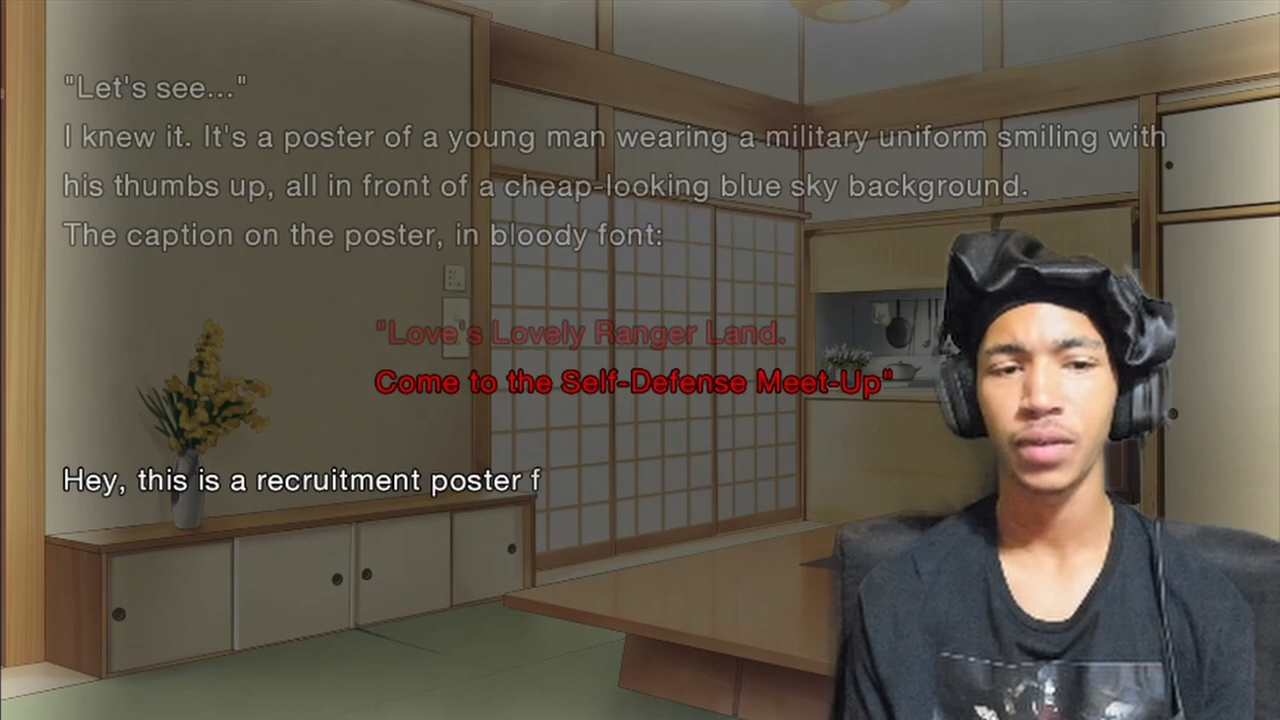 "Let's see..."
I knew it. It's a poster of a young man wearing a military uniform smiling with
his thumbs up, all in front of a cheap-looking blue sky background.
The caption on the poster, in bloody font:
"Love's Lovely Ranger Land.
Come to the Self-Defense Meet-Up"
Hey, this is a recruitment poster f